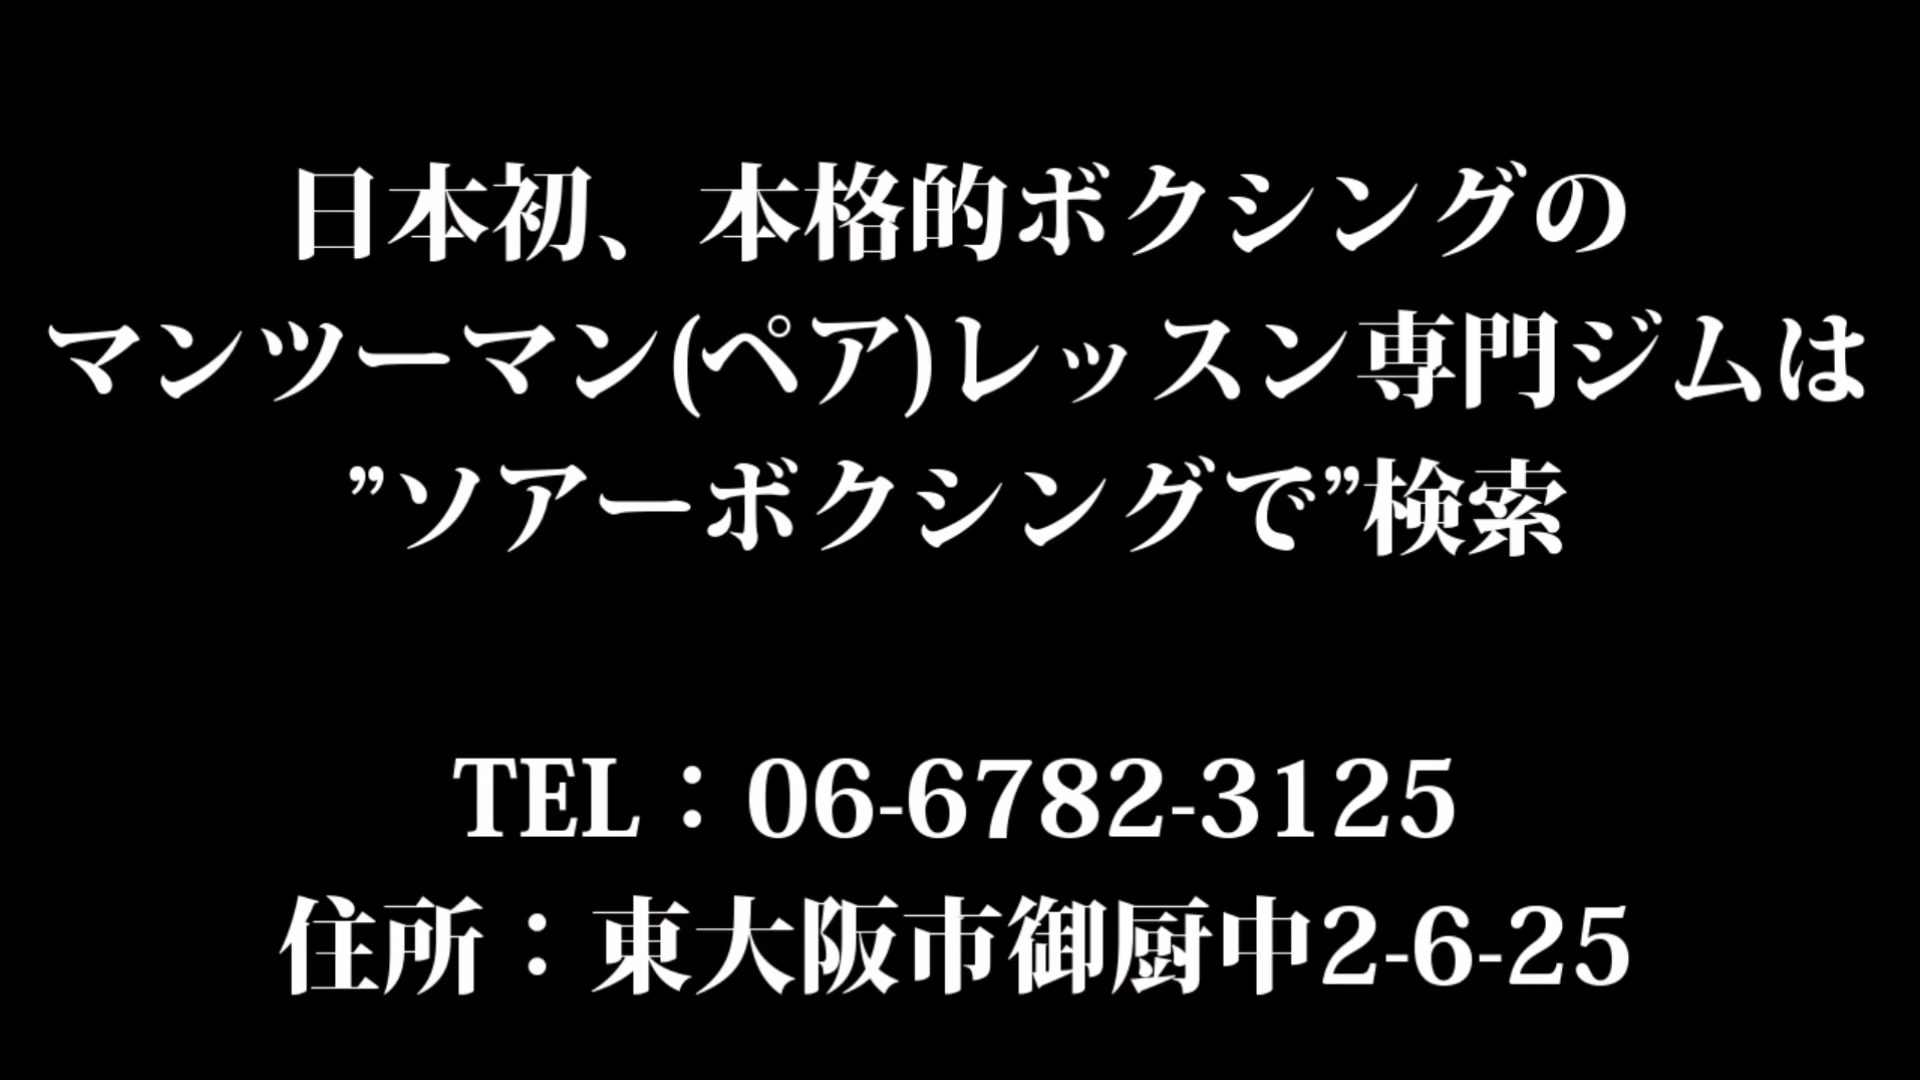 日本初、本格的ボクシングの
マンツーマン(ペア)レッスン専門ジムは
”ソアーボクシングで”検索
TEL：06-6782-3125
住所：東大阪市御厨中2-6-25